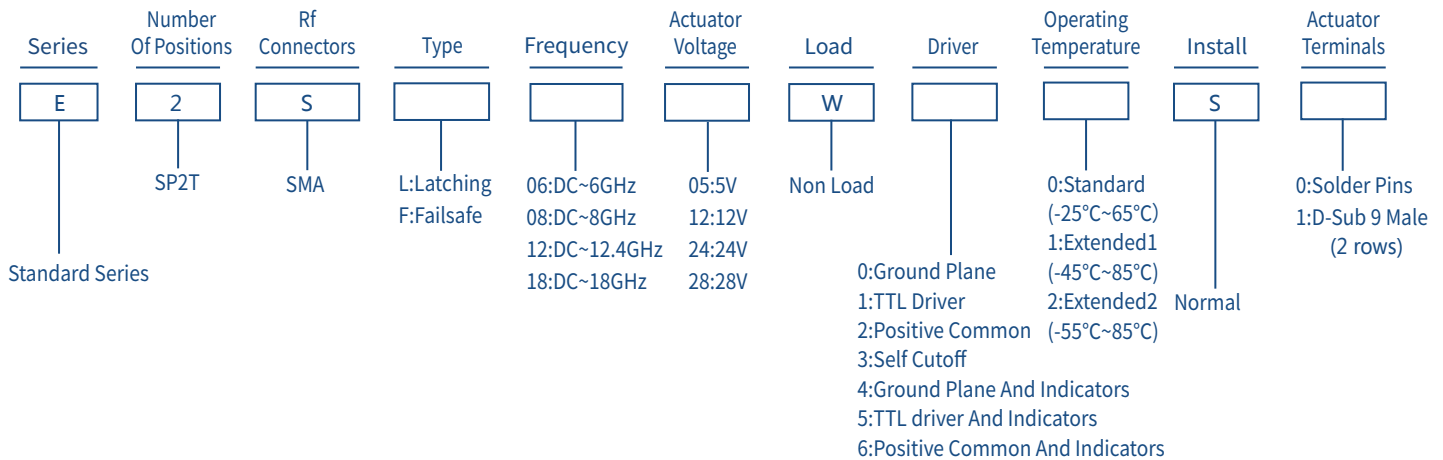 Series
Number
Of Positions
Rf
Connectors
Type
Frequency
Actuator
Voltage
Load
Driver
Operating
Temperature
Install
Actuator
Terminals
E
2
S
W
S
Standard Series
SP2T
SMA
L:Latching
F:Failsafe
06:DC~6GHz
08:DC~8GHz
12:DC~12.4GHz
18:DC~18GHz
05:5V
12:12V
24:24V
28:28V
Non Load
0:Ground Plane
1:TTL Driver
2:Positive Common
3:Self Cutoff
4:Ground Plane And Indicators
5:TTL driver And Indicators
6:Positive Common And Indicators
0:Standard
(-25°C~65°C)
1:Extended1
(-45°C~85°C)
2:Extended2
(-55°C~85°C)
Normal
0:Solder Pins
1:D-Sub 9 Male
(2 rows)